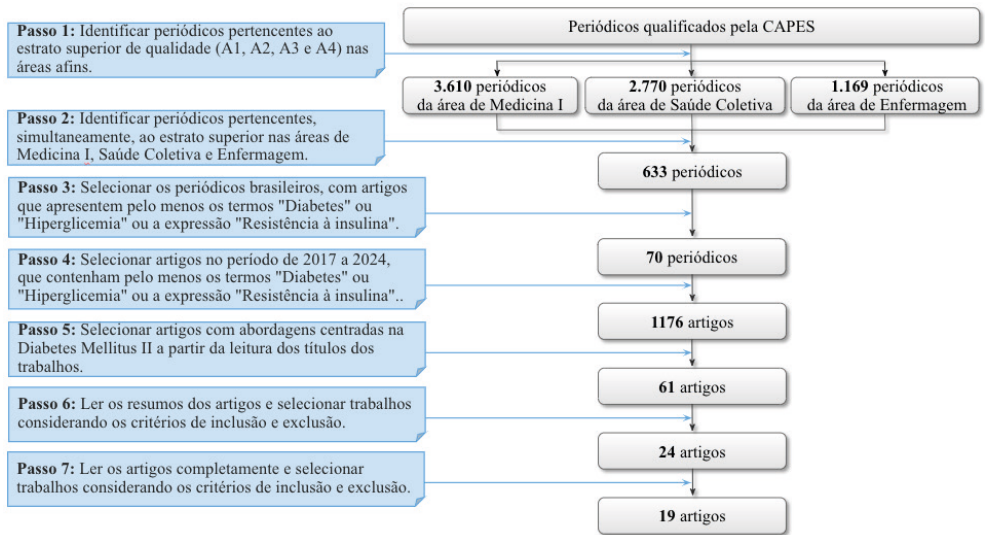 Passo 1: Identificar periódicos pertencentes ao
estrato superior de qualidade (A1, A2, A3 e A4) nas
áreas afins.
Periódicos qualificados pela CAPES
3.610 periódicos
da área de Medicina I
2.770 periódicos
da área de Saúde Coletiva
1.169 periódicos
da área de Enfermagem
Passo 2: Identificar periódicos pertencentes,
simultaneamente, ao estrato superior nas áreas de
Medicina I, Saúde Coletiva e Enfermagem.
633 periódicos
Passo 3: Selecionar os periódicos brasileiros, com artigos
que apresentem pelo menos os termos "Diabetes" ou
"Hiperglicemia" ou a expressão "Resistência à insulina".
70 periódicos
Passo 4: Selecionar artigos no período de 2017 a 2024,
que contenham pelo menos os termos "Diabetes" ou
"Hiperglicemia" ou a expressão "Resistência à insulina"..
1176 artigos
Passo 5: Selecionar artigos com abordagens centradas na
Diabetes Mellitus II a partir da leitura dos títulos dos
trabalhos.
61 artigos
Passo 6: Ler os resumos dos artigos e selecionar trabalhos
considerando os critérios de inclusão e exclusão.
24 artigos
Passo 7: Ler os artigos completamente e selecionar
trabalhos considerando os critérios de inclusão e exclusão.
19 artigos